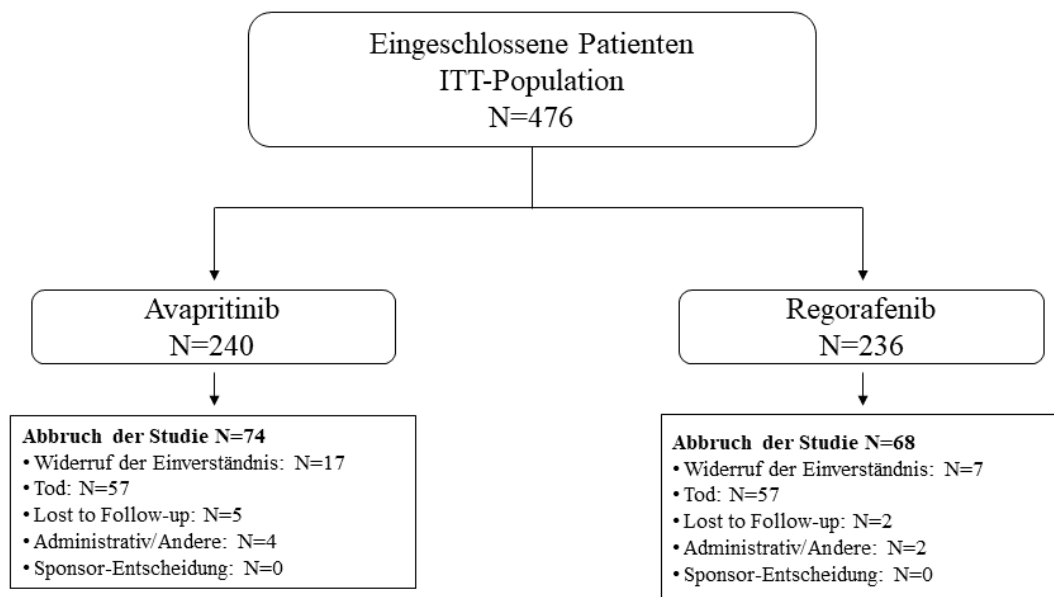 Eingeschlossene Patienten
ITT-Population
N=476
Avapritinib
N=240
Regorafenib
N=236
Abbruch der Studie N=74
• Widerruf der Einverständnis: N=17
• Tod: N=57
• Lost to Follow-up: N=5
• Administrativ/Andere: N=4
• Sponsor-Entscheidung: N=0
Abbruch der Studie N=68
• Widerruf der Einverständnis: N=7
• Tod: N=57
• Lost to Follow-up: N=2
• Administrativ/Andere: N=2
• Sponsor-Entscheidung: N=0